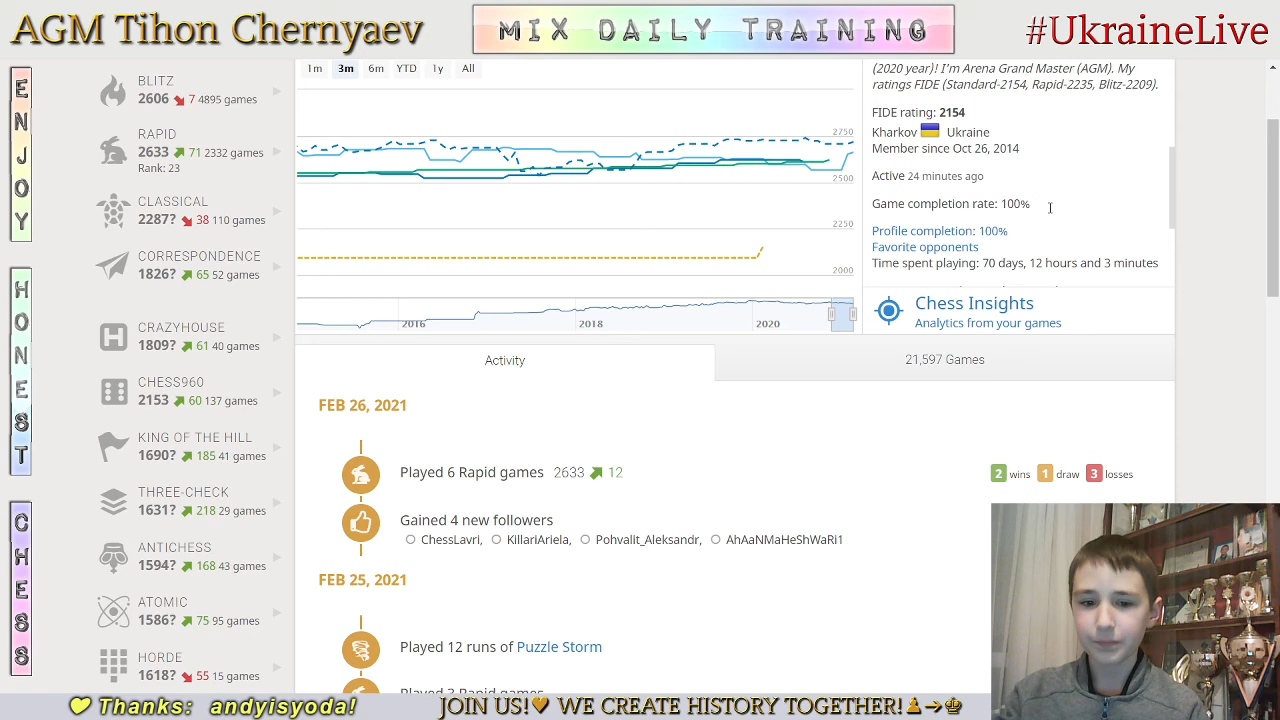 AGM Tihon Chernyaev
MIX DAILY TRAINING
#UkraineLive
ENJOY
HONEST
CHESS
BLITZ
2606 7 4895 games
RAPID
2633 71 2332 games
Rank: 23
CLASSICAL
2287? 38 110 games
CORRESPONDENCE
1826? 65 52 games
CRAZYHOUSE
1809? 61 40 games
CHESS960
2153 60 137 games
KING OF THE HILL
1690? 185 41 games
THREE-CHECK
1631? 218 29 games
ANTICHESS
1594? 168 43 games
ATOMIC
1586? 75 95 games
HORDE
1618? 55 15 games
1m 3m 6m YTD 1y All
2750
2500
2250
2000
2016 2018 2020
(2020 year)! I'm Arena Grand Master (AGM). My
ratings FIDE (Standard-2154, Rapid-2235, Blitz-2209).
FIDE rating: 2154
Kharkov Ukraine
Member since Oct 26, 2014
Active 24 minutes ago
Game completion rate: 100%
Profile completion: 100%
Favorite opponents
Time spent playing: 70 days, 12 hours and 3 minutes
Chess Insights
Analytics from your games
Activity
21,597 Games
FEB 26, 2021
Played 6 Rapid games 2633 12
2 wins 1 draw 3 losses
Gained 4 new followers
ChessLavri, KillariAriela, Pohvalit_Aleksandr, AhAaNMaHeShWaRi1
FEB 25, 2021
Played 12 runs of Puzzle Storm
Played 3 Rapid games
Thanks: andyisyoda!
JOIN US! WE CREATE HISTORY TOGETHER!